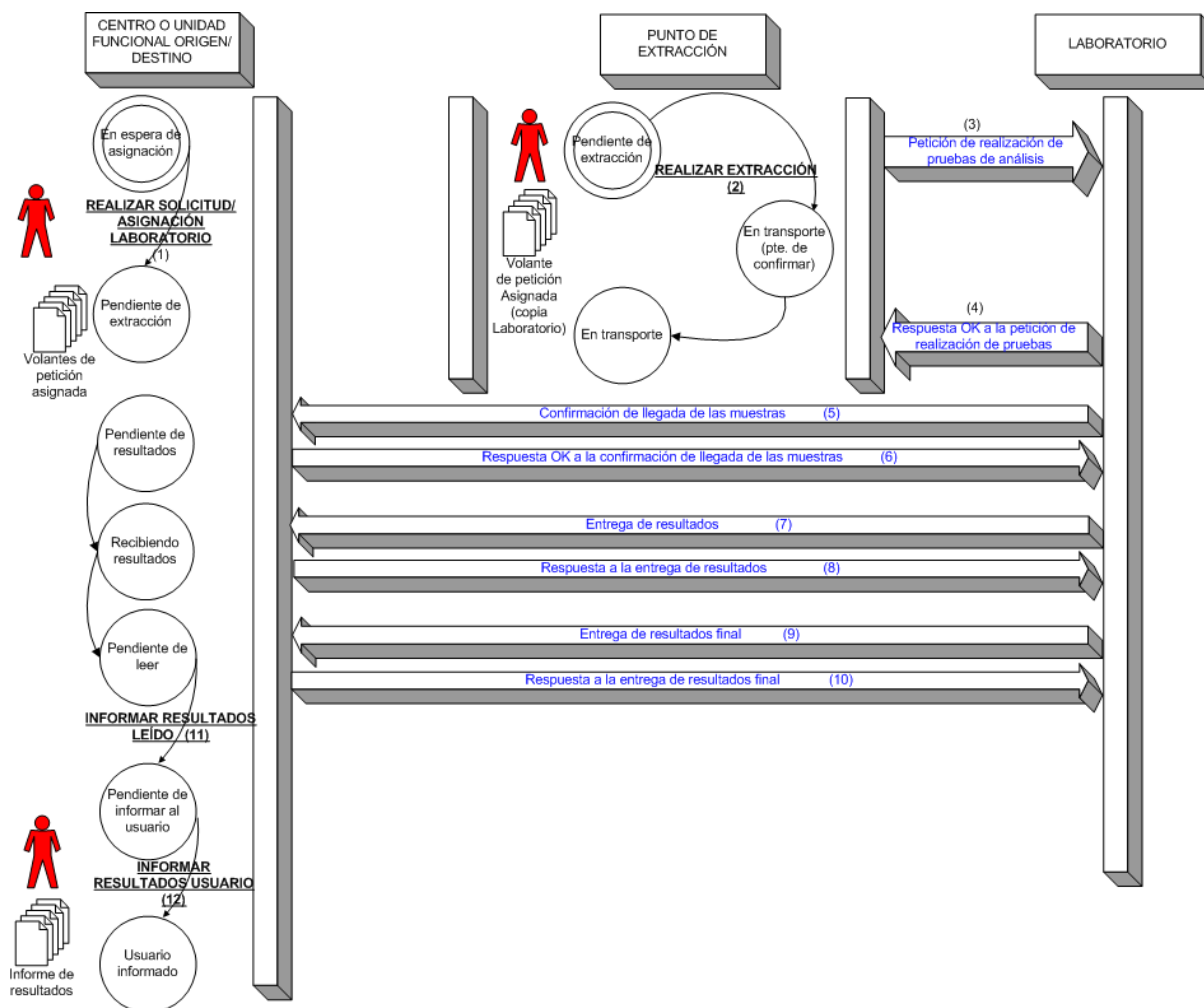 CENTRO O UNIDAD
FUNCIONAL ORIGEN/
DESTINO
PUNTO DE
EXTRACCIÓN
LABORATORIO
En espera de
asignación
REALIZAR SOLICITUD/
ASIGNACIÓN
LABORATORIO
(1)
Pendiente de
extracción
Volantes de
petición
asignada
Pendiente de
extracción
REALIZAR EXTRACCIÓN
(2)
En transporte
(pte. de
confirmar)
Volante
de petición
Asignada
(copia
Laboratorio)
En transporte
(3)
Petición de realización de
pruebas de análisis
(4)
Respuesta OK a la petición de
realización de pruebas
Confirmación de llegada de las muestras (5)
Respuesta OK a la confirmación de llegada de las muestras (6)
Entrega de resultados (7)
Respuesta a la entrega de resultados (8)
Entrega de resultados final (9)
Respuesta a la entrega de resultados final (10)
Pendiente de
resultados
Recibiendo
resultados
Pendiente de
leer
INFORMAR RESULTADOS
LEÍDO (11)
Pendiente de
informar al
usuario
INFORMAR
RESULTADOS USUARIO
(12)
Usuario
informado
Informe de
resultados